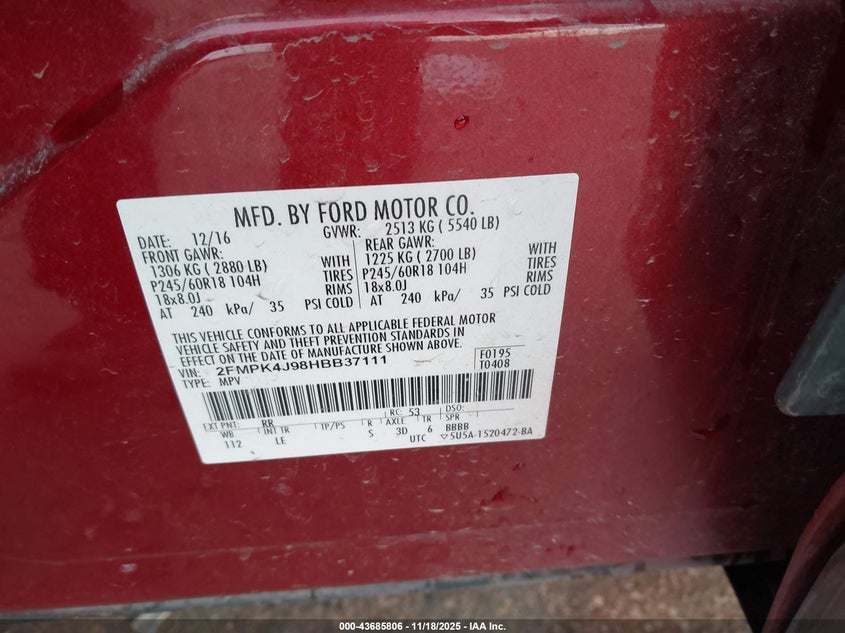 MFD. BY FORD MOTOR CO.
DATE: 12/16 GVWR: 2513 KG ( 5540 LB)
FRONT GAWR: REAR GAWR:
1306 KG ( 2880 LB) WITH 1225 KG ( 2700 LB) WITH
P245/60R18 104H TIRES P245/60R18 104H TIRES
18x8.0J RIMS 18x8.0J RIMS
AT 240 kPa/ 35 PSI COLD AT 240 kPa/ 35 PSI COLD
THIS VEHICLE CONFORMS TO ALL APPLICABLE FEDERAL MOTOR
VEHICLE SAFETY AND THEFT PREVENTION STANDARDS IN
EFFECT ON THE DATE OF MANUFACTURE SHOWN ABOVE.
VIN: 2FMPK4J98HBB37111 F0195
TYPE: MPV T0408
EXT PNT: RR RC: 53 DSO:
WB INT TR TP/PS R AXLE TR SPR
112 LE S 3D 6 BBBB
UTC ▽5U5A-1520472-BA
000-43685806 | 11/18/2025 | IAA Inc.